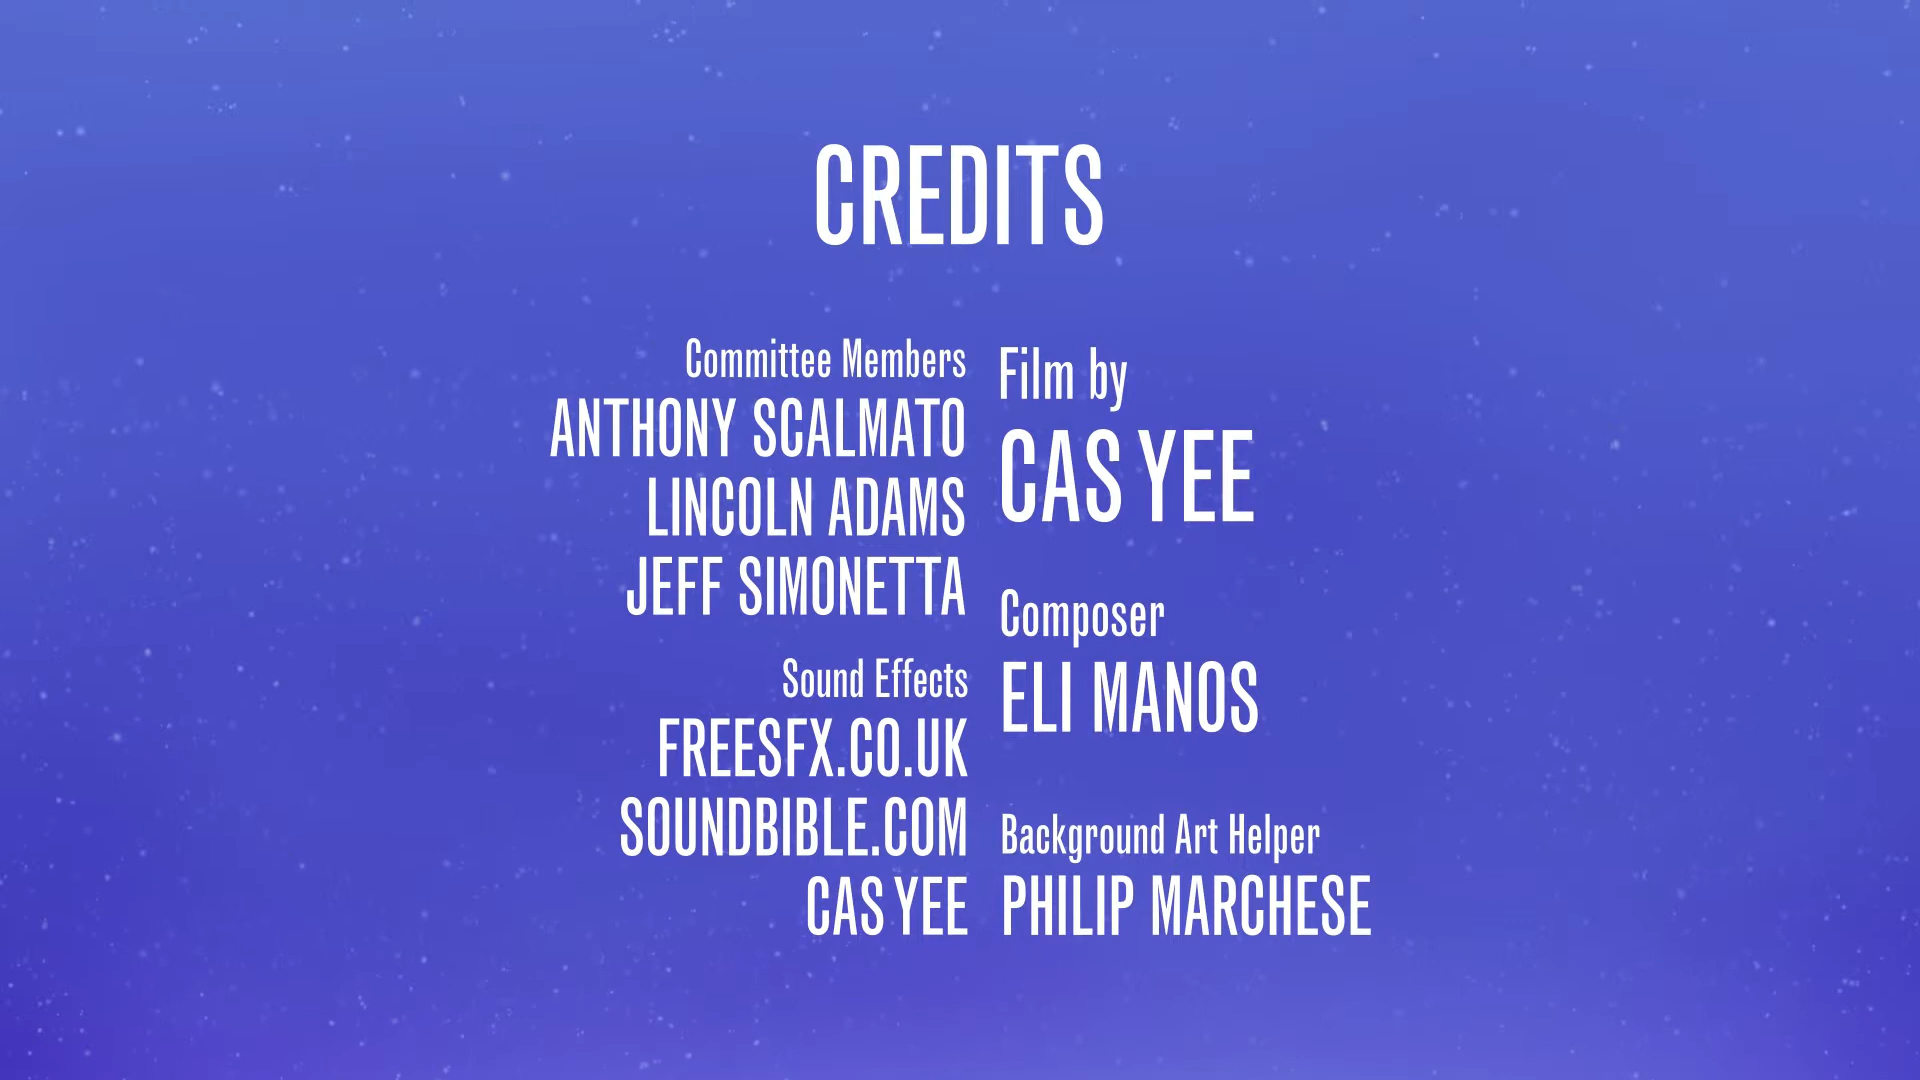 CREDITS
Committee Members
ANTHONY SCALMATO
LINCOLN ADAMS
JEFF SIMONETTA
Sound Effects
FREESFX.CO.UK
SOUNDBIBLE.COM
CAS YEE
Film by
CAS YEE
Composer
ELI MANOS
Background Art Helper
PHILIP MARCHESE